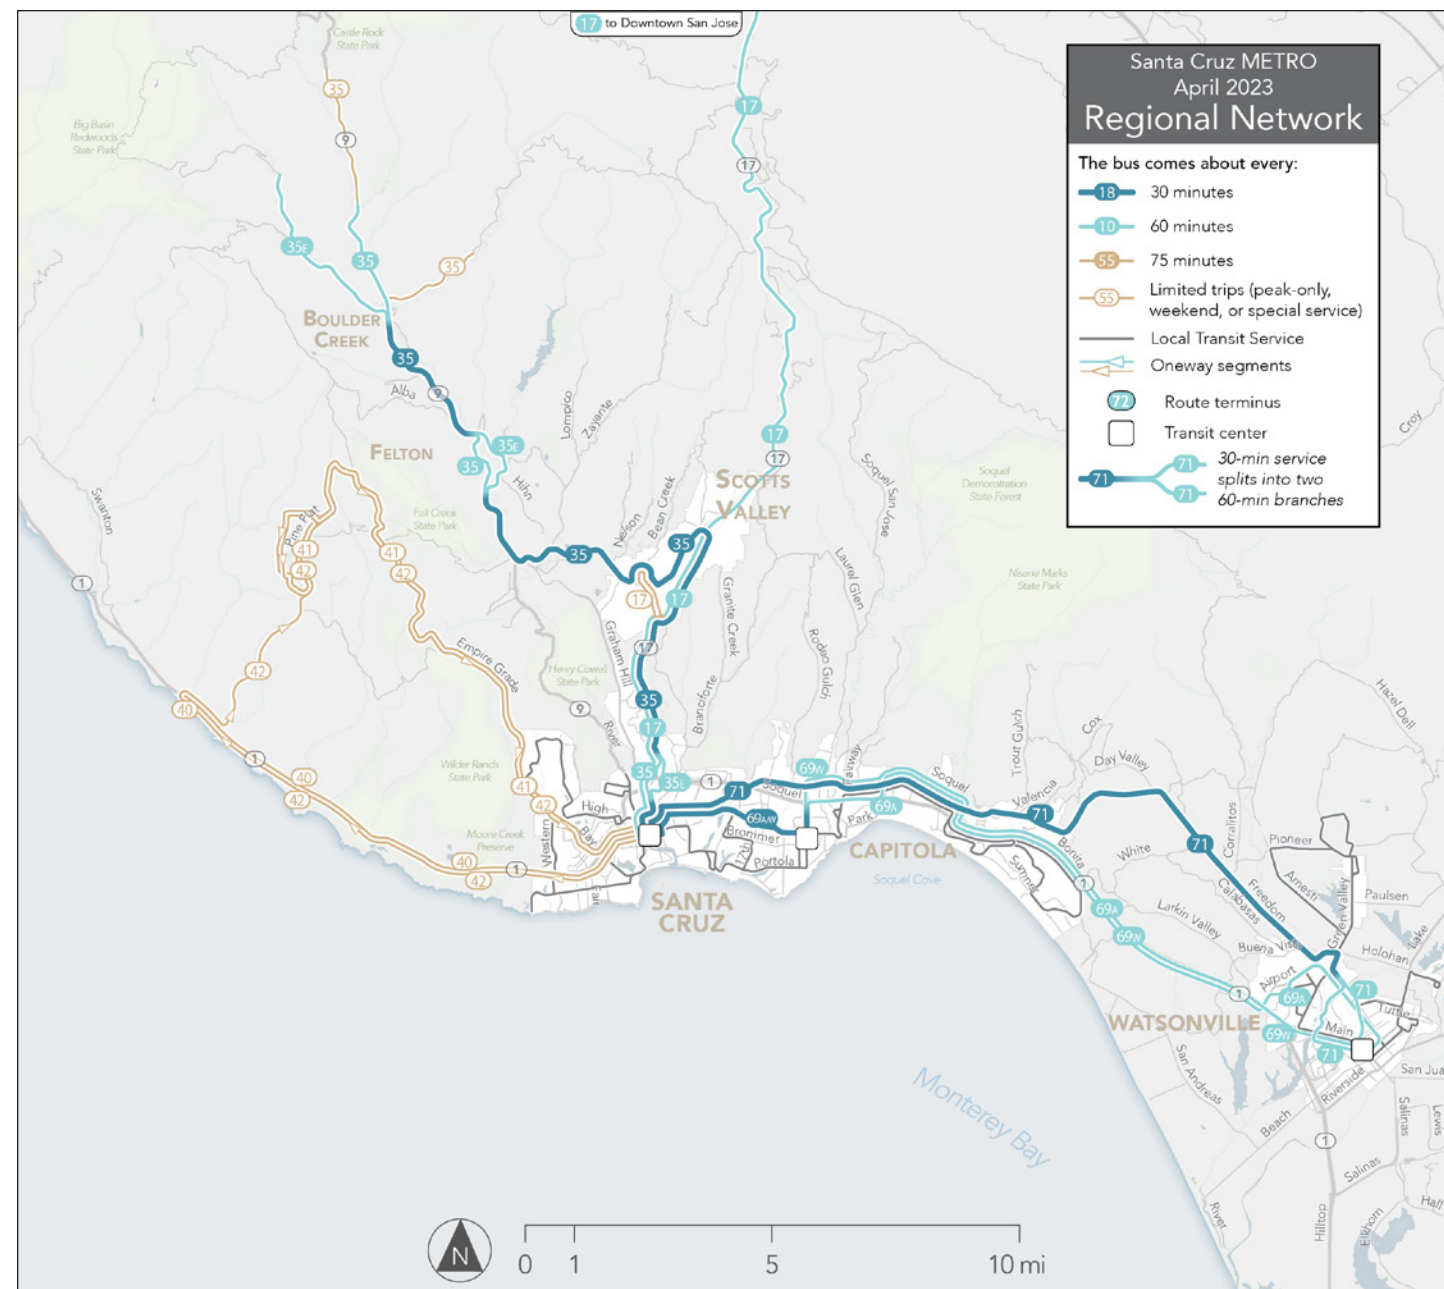 17 to Downtown San Jose
Santa Cruz METRO
April 2023
Regional Network
The bus comes about every:
18 30 minutes
10 60 minutes
55 75 minutes
55 Limited trips (peak-only,
weekend, or special service)
Local Transit Service
Oneway segments
72 Route terminus
Transit center
71 71 30-min service
splits into two
71 60-min branches
Castle Rock
State Park
35
9
17
17
Big Basin
Redwoods
State Park
35E
35
35
BOULDER
CREEK
35
Alba
9
Lompico
Zayante
FELTON
35
35E
Hihn
17
17
SCOTTS
VALLEY
Soquel San Jose
Soquel
Demonstration
State Forest
Croy
Swanton
1
Pine Flat
41
42
Fall Creek
State Park
41
42
35
Nelson
Bean Creek
35
17
17
Granite Creek
Laurel Glen
Nisene Marks
State Park
Rodeo Gulch
Graham Hill
17
Henry Cowell
State Park
Empire Grade
42
40
9
River
35
17
Branciforte
Wilder Ranch
State Park
1
40
42
41
42
High
35
35E
1
71
Soquel
69W
Soquel
69A
69A/W
Park
Brommer
17th
Portola
CAPITOLA
Soquel Cove
Moore Creek
Preserve
40
42
1
Western
Bay
SANTA
CRUZ
Trout Gulch
Cox
Day Valley
Valencia
71
Hazel Dell
Bonita
Sumner
1
White
71
Corralitos
Pioneer
Amesti
Green Valley
Paulsen
Freedom
Calabasas
69A
69W
Larkin Valley
Buena Vista
Holohan
Lake
Airport
1
69A
71
Tuttle
Main
69W
71
WATSONVILLE
San Andreas
Riverside
Beach
San Jua
Salinas
Lewis
1
Salinas
River
Hilltop
Elkhorn
Hall
Monterey Bay
N
0 1 5 10 mi